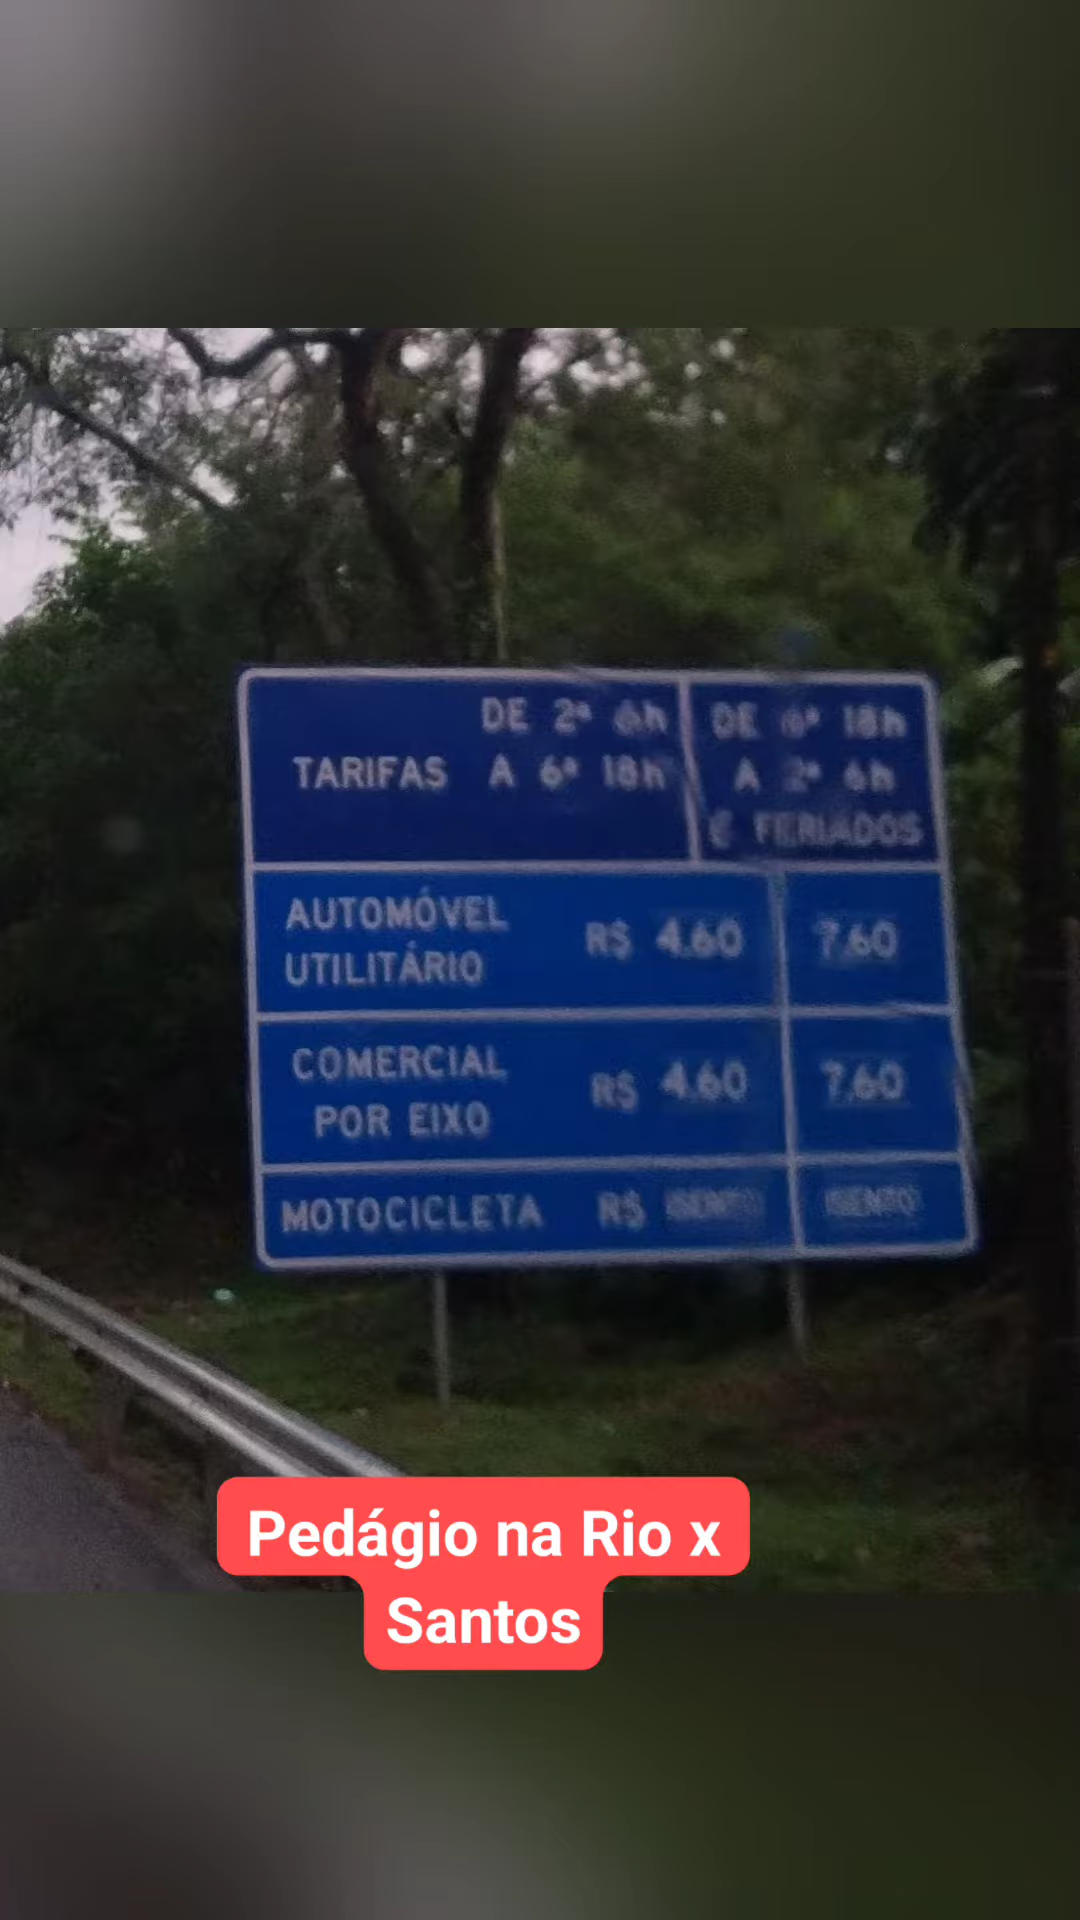 DE 2ª 6h
TARIFAS A 6ª 18h
DE 6ª 18h
A 2ª 6h
E FERIADOS
AUTOMÓVEL
UTILITÁRIO
R$ 4.60
7.60
COMERCIAL
POR EIXO
R$ 4.60
7.60
MOTOCICLETA R$ ISENTO
ISENTO
Pedágio na Rio x
Santos